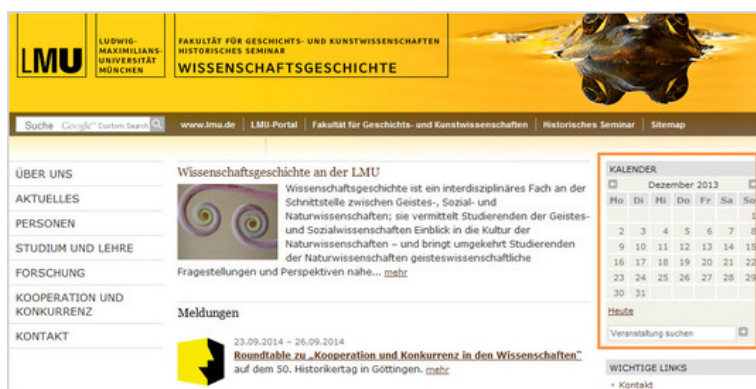 LMU
LUDWIG-
MAXIMILIANS-
UNIVERSITÄT
MÜNCHEN
FAKULTÄT FÜR GESCHICHTS- UND KUNSTWISSENSCHAFTEN
HISTORISCHES SEMINAR
WISSENSCHAFTSGESCHICHTE
Suche Google™ Custom Search
www.lmu.de LMU-Portal Fakultät für Geschichts- und Kunstwissenschaften Historisches Seminar Sitemap
ÜBER UNS
AKTUELLES
PERSONEN
STUDIUM UND LEHRE
FORSCHUNG
KOOPERATION UND
KONKURRENZ
KONTAKT
Wissenschaftsgeschichte an der LMU
Wissenschaftsgeschichte ist ein interdisziplinäres Fach an der
Schnittstelle zwischen Geistes-, Sozial- und
Naturwissenschaften; sie vermittelt Studierenden der Geistes-
und Sozialwissenschaften Einblick in die Kultur der
Naturwissenschaften – und bringt umgekehrt Studierenden
der Naturwissenschaften geisteswissenschaftliche
Fragestellungen und Perspektiven nahe... mehr
Meldungen
23.09.2014 – 26.09.2014
Roundtable zu „Kooperation und Konkurrenz in den Wissenschaften"
auf dem 50. Historikertag in Göttingen. mehr
KALENDER
Dezember 2013
Mo Di Mi Do Fr Sa So
1
2 3 4 5 6 7 8
9 10 11 12 13 14 15
16 17 18 19 20 21 22
23 24 25 26 27 28 29
30 31
Heute
Veranstaltung suchen
WICHTIGE LINKS
Kontakt